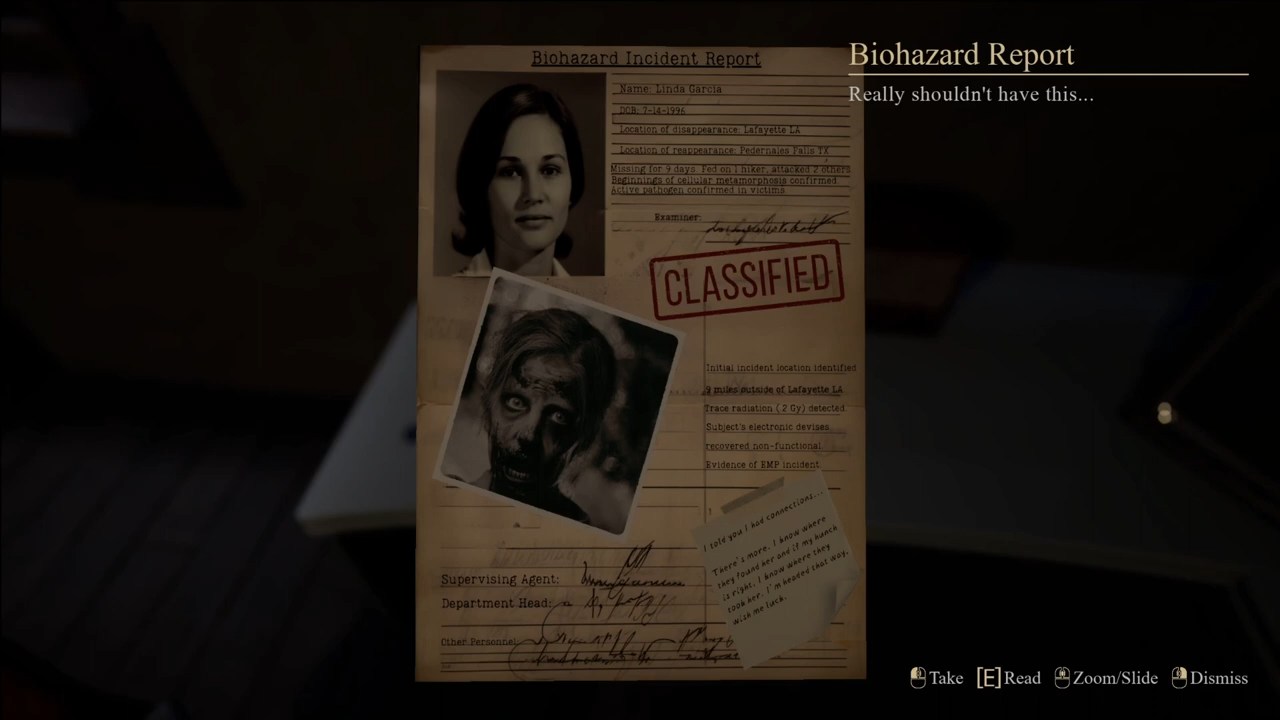 Biohazard Incident Report
Name: Linda Garcia
DOB: 7-14-1996
Location of disappearance: Lafayette LA
Location of reappearance: Pedernales Falls TX
Missing for 9 days. Fed on 1 hiker, attacked 2 others
Beginnings of cellular metamorphosis confirmed
Active pathogen confirmed in victims
Examiner:
CLASSIFIED
Initial incident location identified
9 miles outside of Lafayette LA
Trace radiation (.2 Gy) detected
Subject's electronic devises
recovered non-functional
Evidence of EMP incident
I told you I had connections...
There's more. I know where
they found her and if my hunch
is right. I know where they
took her. I'm headed that way.
Wish me luck.
Supervising Agent:
Department Head:
Other Personnel:
Biohazard Report
Really shouldn't have this...
Take [E]Read Zoom/Slide Dismiss